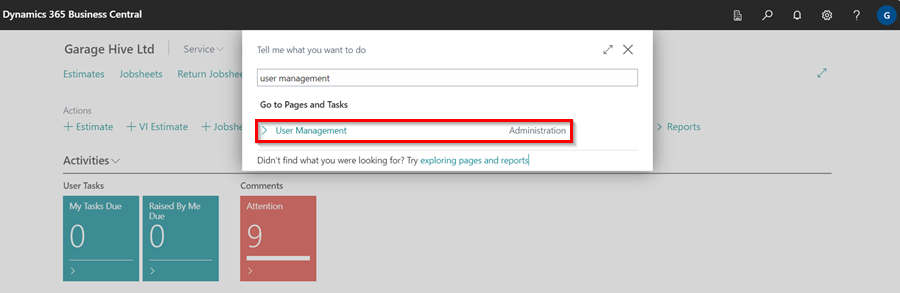 Dynamics 365 Business Central
G
Garage Hive Ltd
Service
Estimates Jobsheets Return Jobshe
Actions
+ Estimate + VI Estimate + Jobsh
> Reports
Tell me what you want to do
user management
Go to Pages and Tasks
User Management Administration
Didn't find what you were looking for? Try exploring pages and reports
Activities
User Tasks
Comments
My Tasks Due
0
Raised By Me Due
0
Attention
9